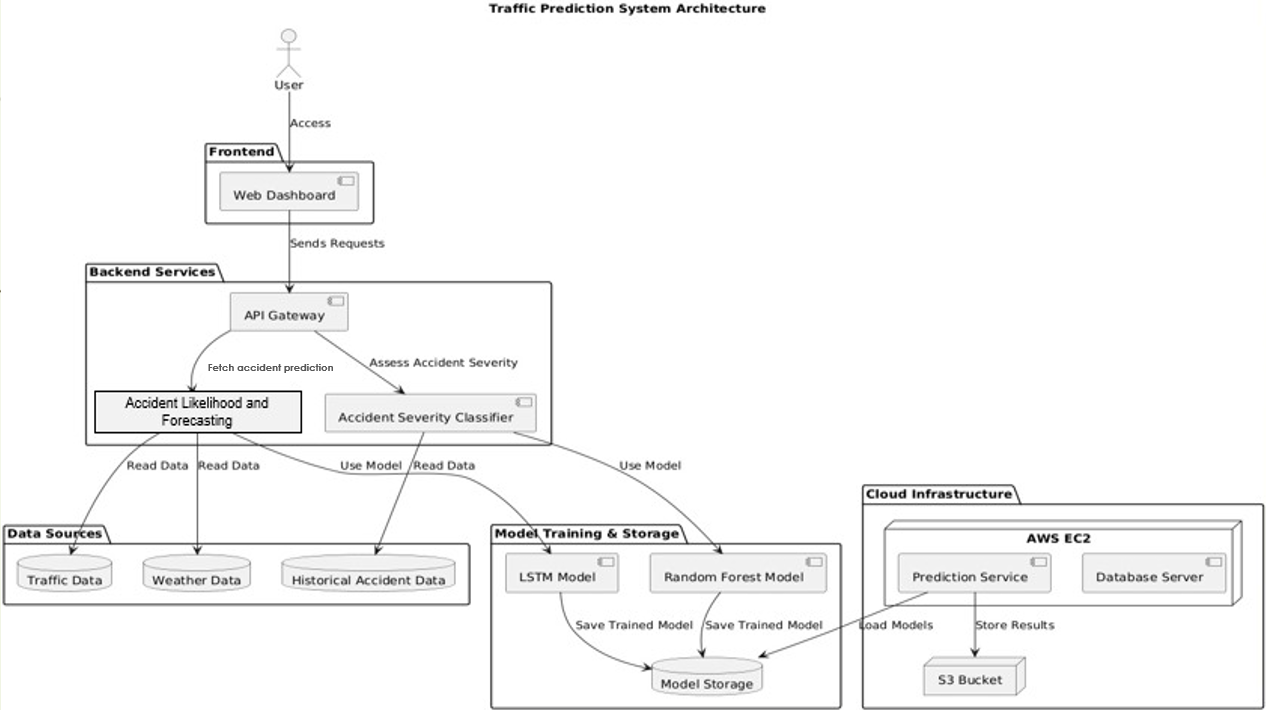 Traffic Prediction System Architecture
User
Access
Frontend
Web Dashboard
Sends Requests
Backend Services
API Gateway
Fetch accident prediction
Assess Accident Severity
Accident Likelihood and
Forecasting
Accident Severity Classifier
Read Data
Read Data
Use Model
Read Data
Use Model
Data Sources
Traffic Data
Weather Data
Historical Accident Data
Model Training & Storage
LSTM Model
Random Forest Model
Save Trained Model
Save Trained Model
Model Storage
Cloud Infrastructure
AWS EC2
Prediction Service
Database Server
Load Models
Store Results
S3 Bucket